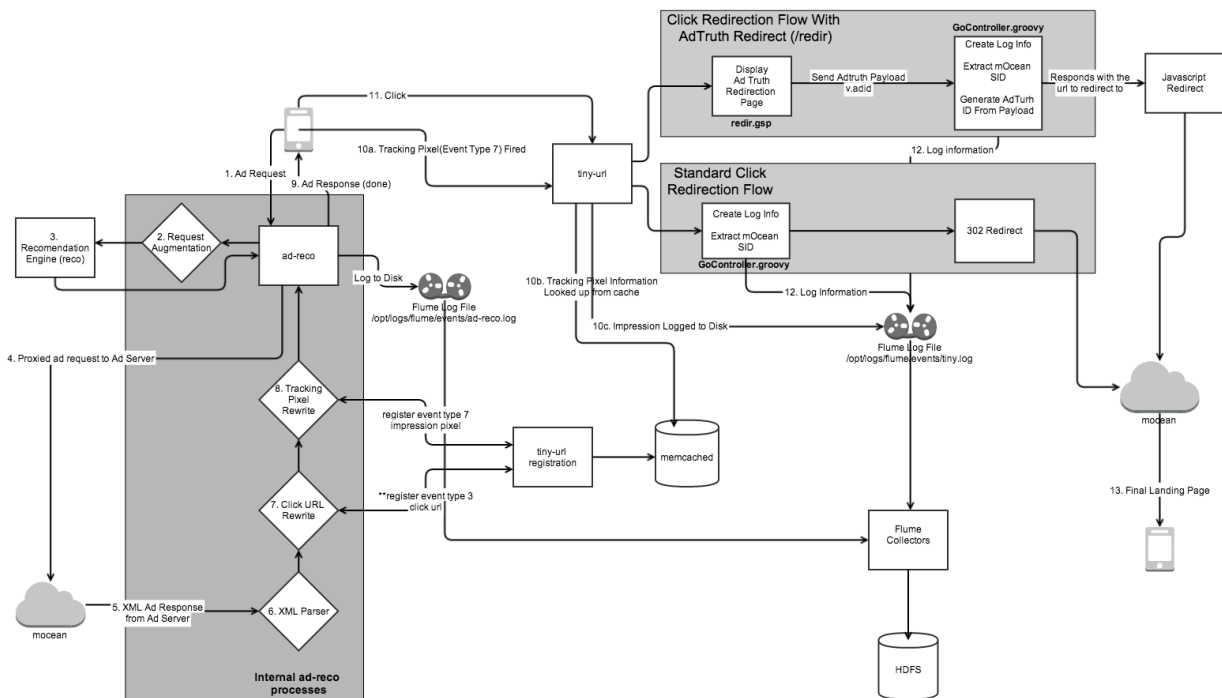 Click Redirection Flow With
AdTruth Redirect (/redir)
GoController.groovy
Create Log Info
Extract mOcean
SID
Generate AdTurh
ID From Payload
Display
Ad Truth
Redirection
Page
redir.gsp
Send Adtruth Payload
v.adid
Responds with the
url to redirect to
Javascript
Redirect
11. Click
10a. Tracking Pixel(Event Type 7) Fired
tiny-url
12. Log information
1. Ad Request
9. Ad Response (done)
Standard Click
Redirection Flow
Create Log Info
Extract mOcean
SID
GoController.groovy
302 Redirect
3.
Recomendation
Engine (reco)
2. Request
Augmentation
ad-reco
Log to Disk
Flume Log File
/opt/logs/flume/events/ad-reco.log
10b. Tracking Pixel Information
Looked up from cache
12. Log Information
10c. Impression Logged to Disk
Flume Log File
/opt/logs/flume/events/tiny.log
4. Proxied ad request to Ad Server
8. Tracking
Pixel
Rewrite
register event type 7
impression pixel
tiny-url
registration
memcached
mocean
7. Click URL
Rewrite
**register event type 3
click url
13. Final Landing Page
Flume
Collectors
5. XML Ad Response
from Ad Server
6. XML Parser
mocean
HDFS
Internal ad-reco
processes